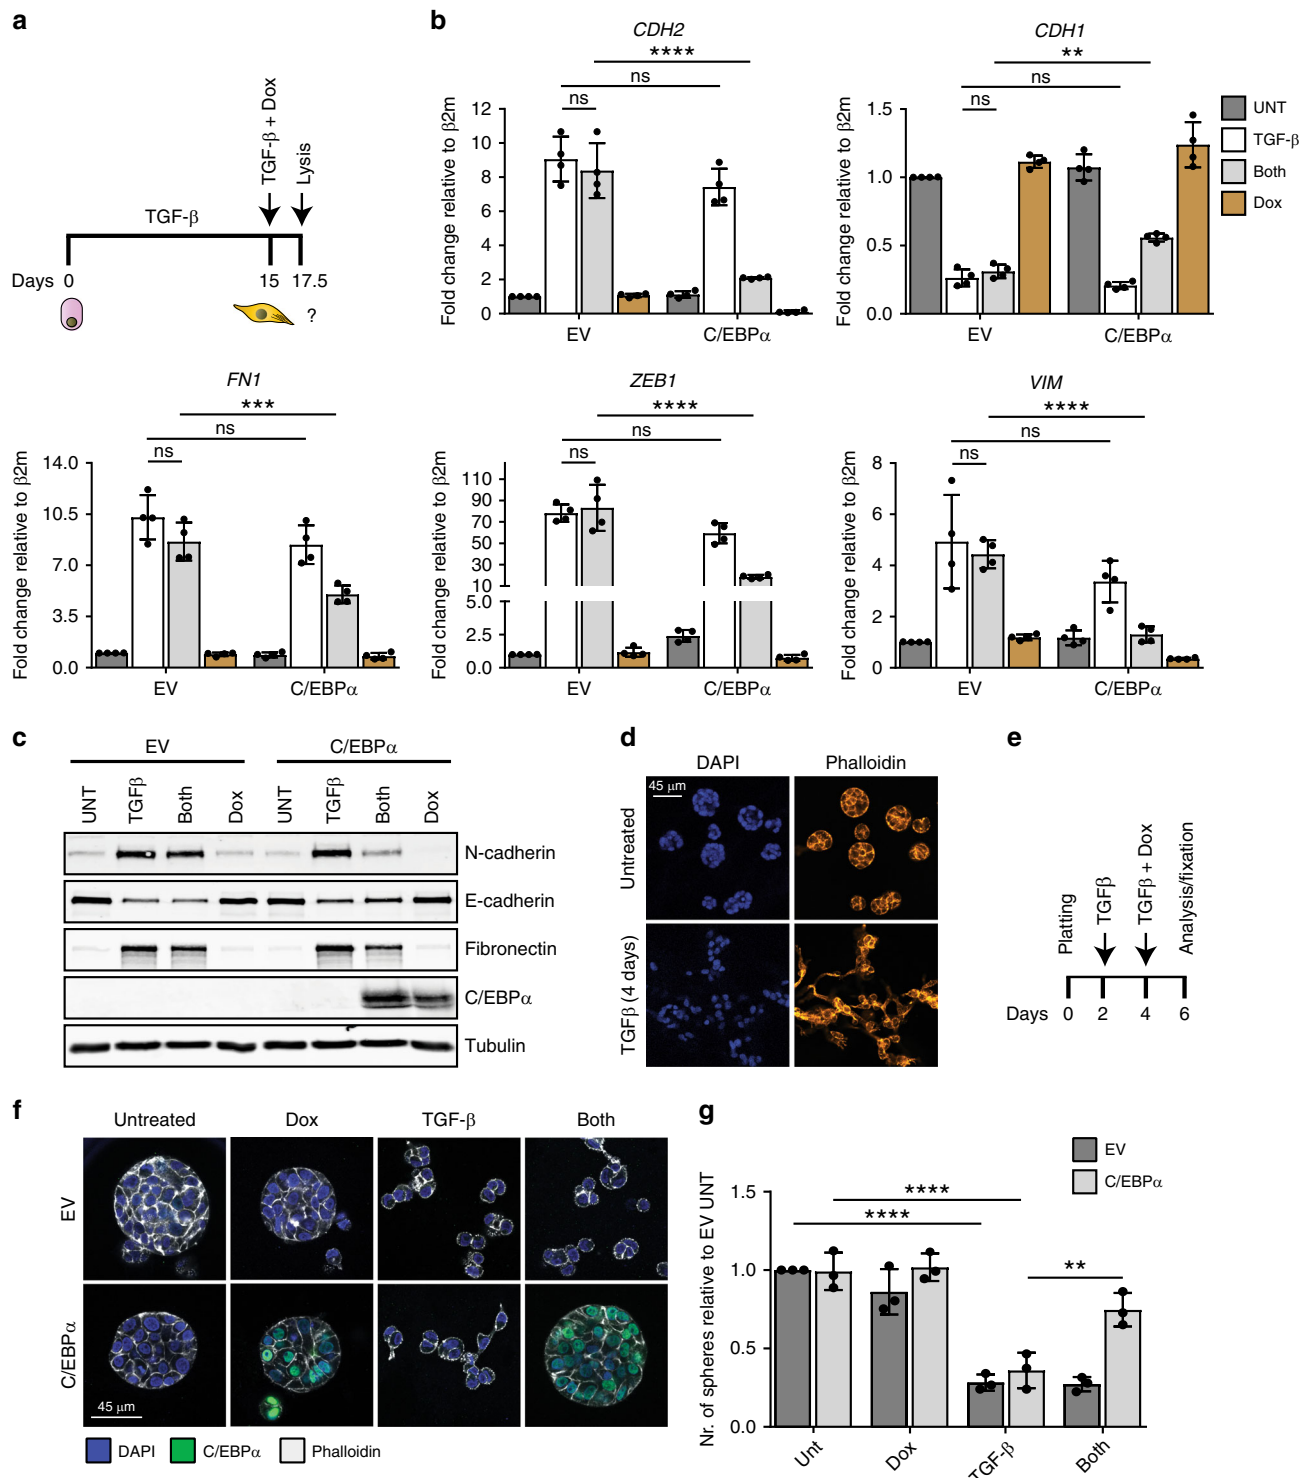 a
TGF-β + Dox
Lysis
TGF-β
Days 0 15 17.5
?
b
CDH2
****
ns
ns
Fold change relative to β2m
12
10
8
6
4
2
0
EV C/EBPα
CDH1
**
ns
ns
Fold change relative to β2m
1.5
1.0
0.5
0.0
EV C/EBPα
UNT
TGF-β
Both
Dox
FN1
***
ns
ns
Fold change relative to β2m
14.0
10.5
7.0
3.5
0.0
EV C/EBPα
ZEB1
****
ns
ns
Fold change relative to β2m
110
90
70
50
30
10
5.0
2.5
0.0
EV C/EBPα
VIM
****
ns
ns
Fold change relative to β2m
8
6
4
2
0
EV C/EBPα
c
EV C/EBPα
UNT TGFβ Both Dox UNT TGFβ Both Dox
N-cadherin
E-cadherin
Fibronectin
C/EBPα
Tubulin
d
DAPI Phalloidin
45 μm
Untreated
TGFβ (4 days)
e
Platting
TGFβ
TGFβ + Dox
Analysis/fixation
Days 0 2 4 6
f
Untreated Dox TGF-β Both
EV
C/EBPα
45 μm
DAPI C/EBPα Phalloidin
g
EV
C/EBPα
Nr. of spheres relative to EV UNT
1.5
1.0
0.5
0.0
****
****
**
Unt Dox TGF-β Both